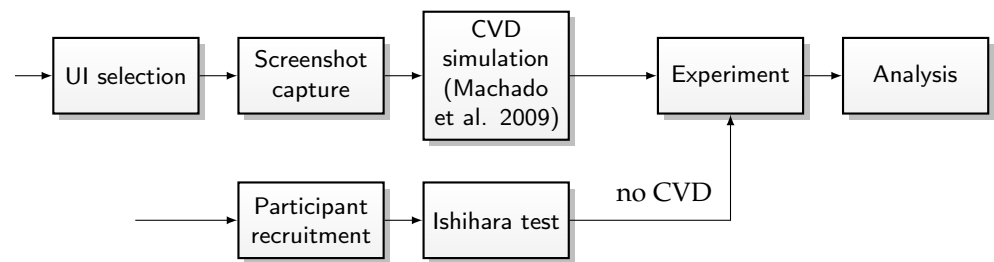 UI selection
Screenshot
capture
CVD
simulation
(Machado
et al. 2009)
Experiment
Analysis
Participant
recruitment
Ishihara test
no CVD